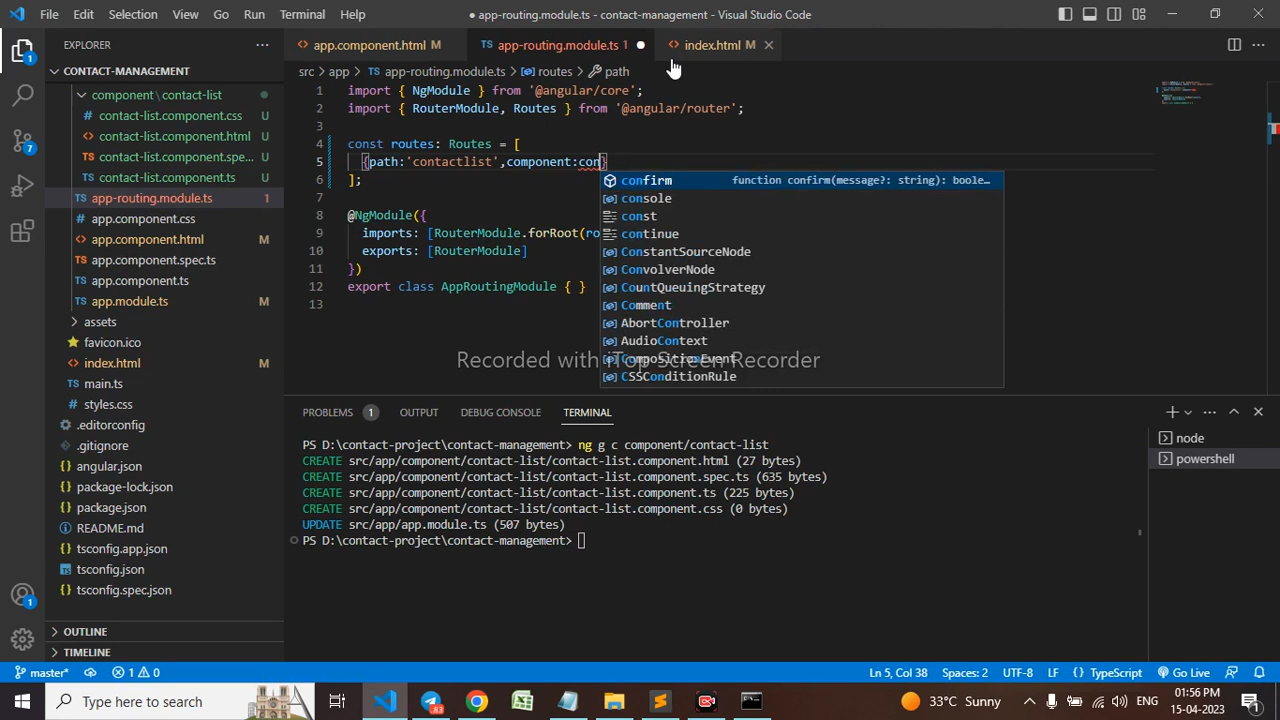 File Edit Selection View Go Run Terminal Help
● app-routing.module.ts - contact-management - Visual Studio Code
EXPLORER
CONTACT-MANAGEMENT
component\contact-list
contact-list.component.css U
contact-list.component.html U
contact-list.component.spe... U
contact-list.component.ts U
app-routing.module.ts 1
app.component.css
app.component.html M
app.component.spec.ts
app.component.ts
app.module.ts M
assets
favicon.ico
index.html M
main.ts
styles.css
.editorconfig
.gitignore
angular.json
package-lock.json
package.json
README.md
tsconfig.app.json
tsconfig.json
tsconfig.spec.json
OUTLINE
TIMELINE
app.component.html M
TS app-routing.module.ts 1 ●
index.html M
src > app > TS app-routing.module.ts > routes > path
1 import { NgModule } from '@angular/core';
2 import { RouterModule, Routes } from '@angular/router';
3
4 const routes: Routes = [
5 {path:'contactlist',component:con}
6 ];
7
8 @NgModule({
9 imports: [RouterModule.forRoot(ro
10 exports: [RouterModule]
11 })
12 export class AppRoutingModule { }
13
confirm function confirm(message?: string): boole...
console
const
continue
ConstantSourceNode
ConvolverNode
CountQueuingStrategy
Comment
AbortController
AudioContext
CompositionEvent
CSSConditionRule
Recorded with iTop Screen Recorder
PROBLEMS 1 OUTPUT DEBUG CONSOLE TERMINAL
PS D:\contact-project\contact-management> ng g c component/contact-list
CREATE src/app/component/contact-list/contact-list.component.html (27 bytes)
CREATE src/app/component/contact-list/contact-list.component.spec.ts (635 bytes)
CREATE src/app/component/contact-list/contact-list.component.ts (225 bytes)
CREATE src/app/component/contact-list/contact-list.component.css (0 bytes)
UPDATE src/app/app.module.ts (507 bytes)
PS D:\contact-project\contact-management>
node
powershell
master* 1 0 Ln 5, Col 38 Spaces: 2 UTF-8 LF {} TypeScript Go Live
Type here to search
33°C Sunny
ENG
01:56 PM
15-04-2023